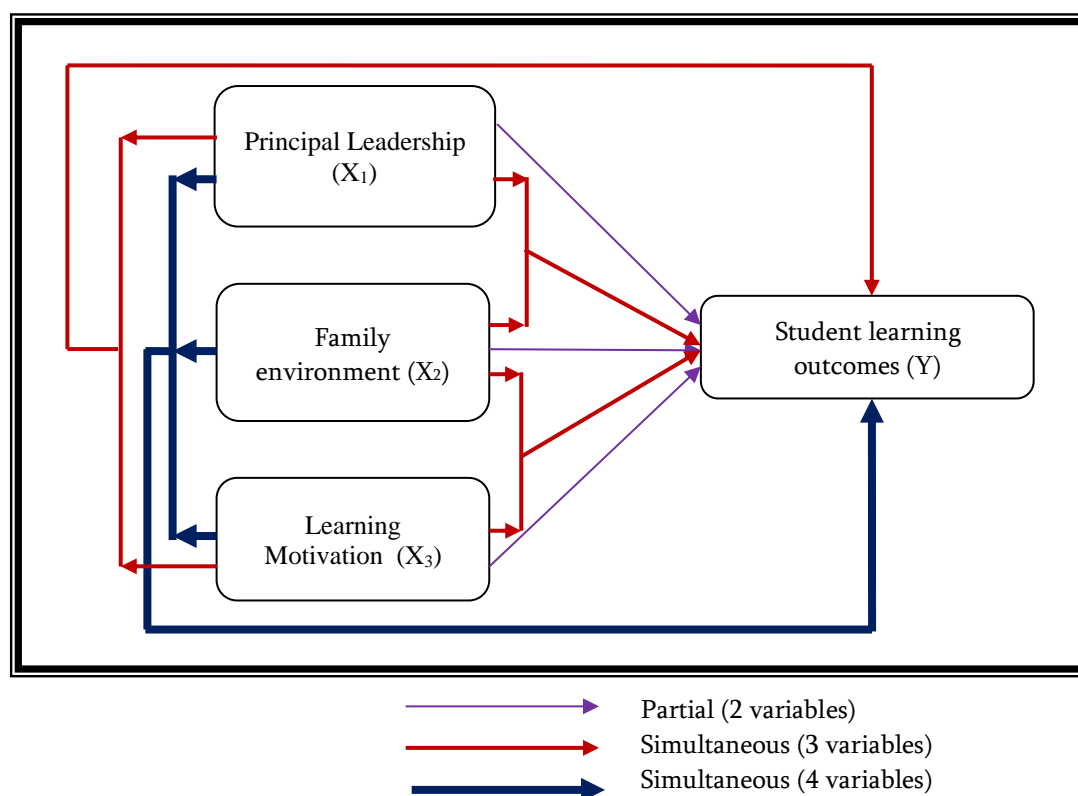 Principal Leadership
(X₁)
Family
environment (X₂)
Learning
Motivation (X₃)
Student learning
outcomes (Y)
Partial (2 variables)
Simultaneous (3 variables)
Simultaneous (4 variables)